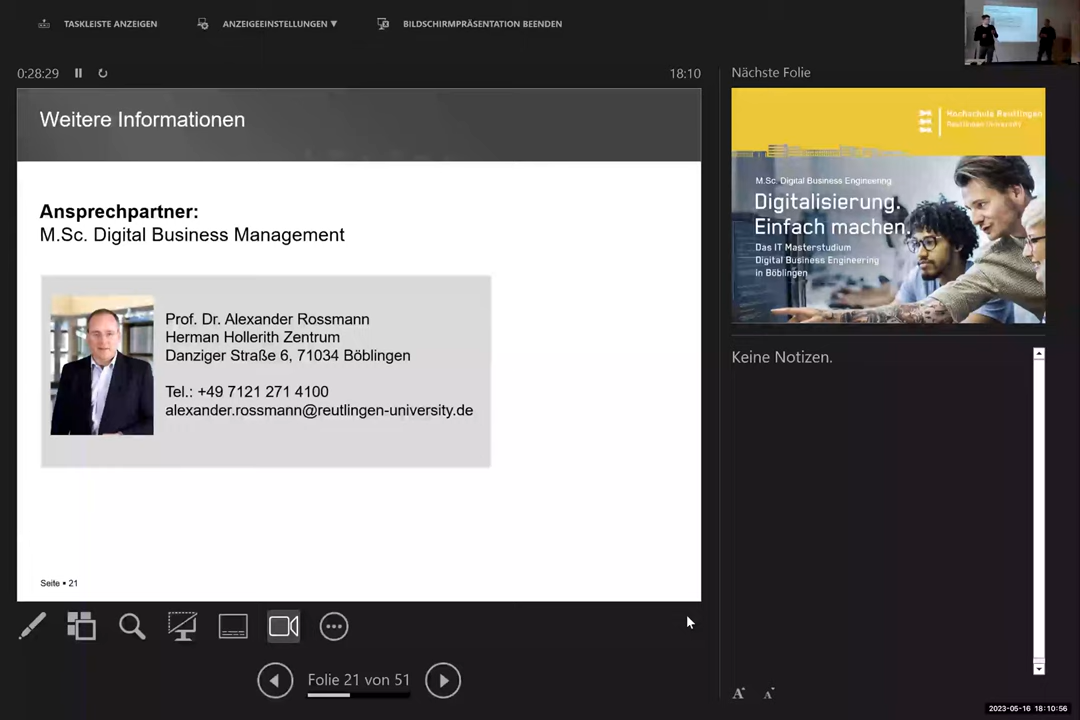 TASKLEISTE ANZEIGEN
ANZEIGEEINSTELLUNGEN ▼
BILDSCHIRMPRÄSENTATION BEENDEN
0:28:29
18:10
Nächste Folie
Weitere Informationen
Ansprechpartner:
M.Sc. Digital Business Management
Prof. Dr. Alexander Rossmann
Herman Hollerith Zentrum
Danziger Straße 6, 71034 Böblingen
Tel.: +49 7121 271 4100
alexander.rossmann@reutlingen-university.de
Seite ▪ 21
Folie 21 von 51
Hochschule Reutlingen
Reutlingen University
M.Sc. Digital Business Engineering
Digitalisierung.
Einfach machen.
Das IT Masterstudium
Digital Business Engineering
in Böblingen
Keine Notizen.
A A
2023-05-16 18:10:56